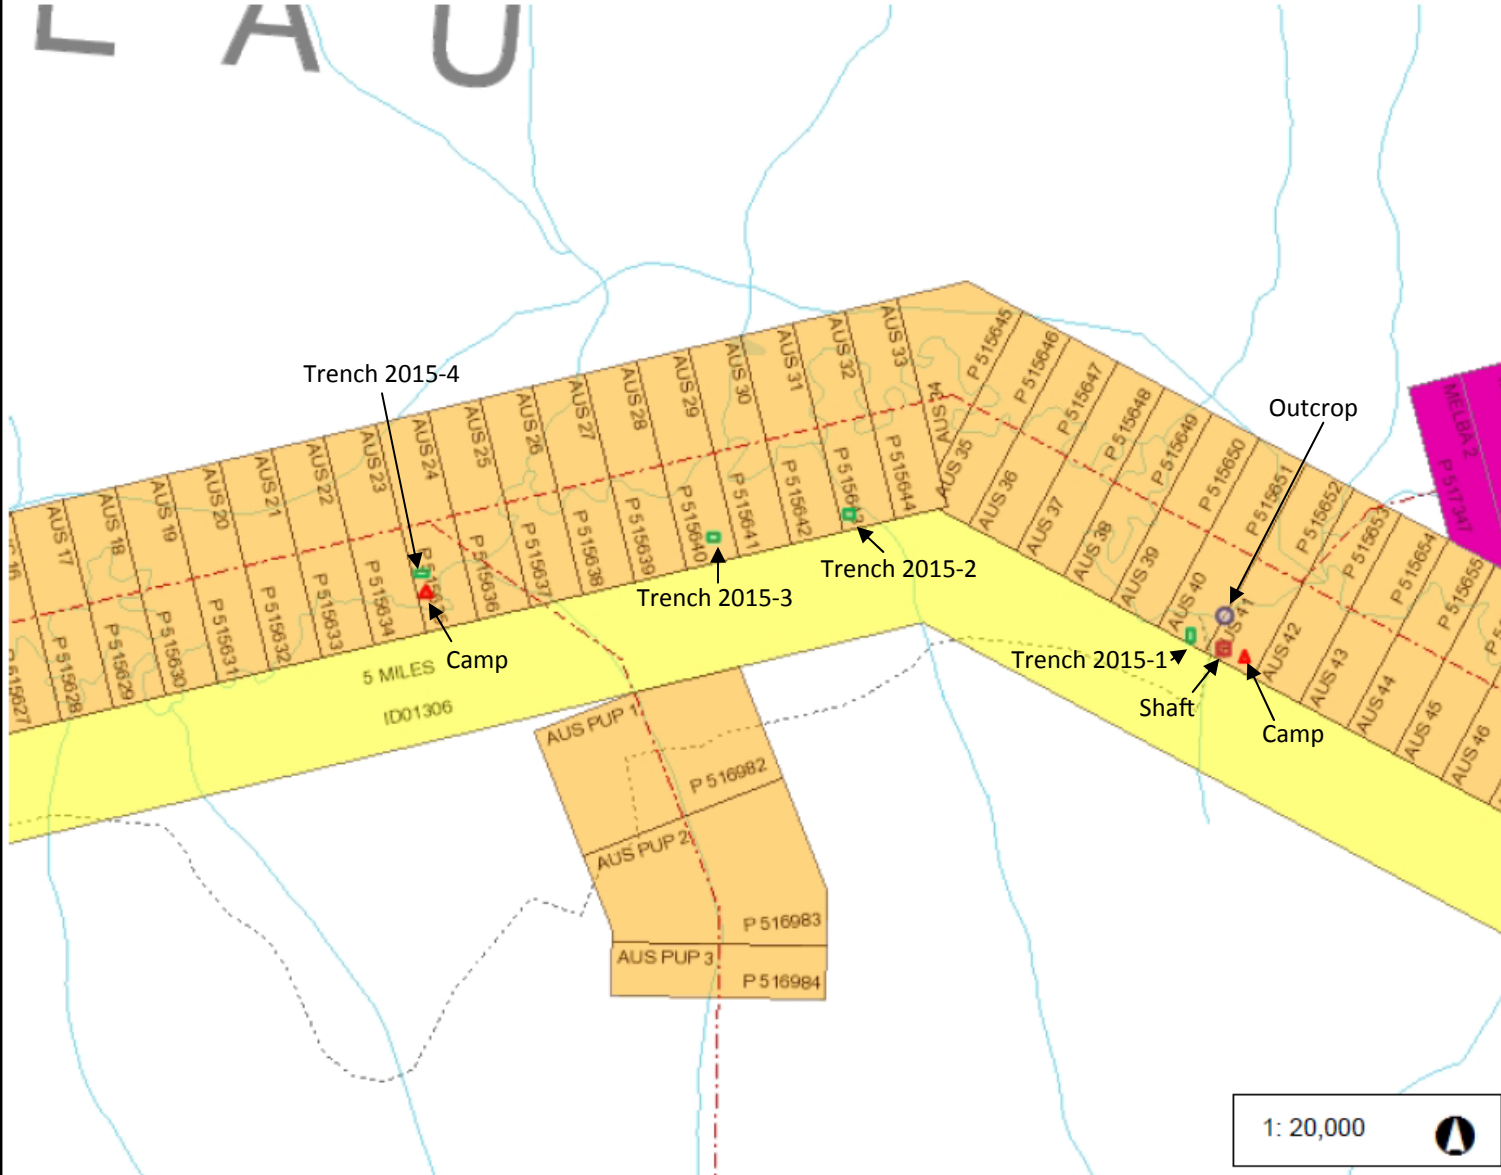 E A U
Trench 2015-4
Outcrop
Trench 2015-3
Trench 2015-2
Trench 2015-1
Shaft
Camp
Camp
AUS 17
AUS 18
AUS 19
AUS 20
AUS 21
AUS 22
AUS 23
AUS 24
AUS 25
AUS 26
AUS 27
AUS 28
AUS 29
AUS 30
AUS 31
AUS 32
AUS 33
AUS 34
AUS 35
AUS 36
AUS 37
AUS 38
AUS 39
AUS 40
AUS 42
AUS 43
AUS 44
AUS 45
AUS 46
P 515628
P 515629
P 515630
P 515631
P 515632
P 515633
P 515634
P 515636
P 515637
P 515638
P 515639
P 515640
P 515641
P 515642
P 515644
P 515645
P 515646
P 515647
P 515648
P 515649
P 515650
P 515651
P 515652
P 515653
P 515654
P 515655
MELBA 2
P 517347
5 MILES
ID01306
AUS PUP 1
P 516982
AUS PUP 2
P 516983
AUS PUP 3
P 516984
1: 20,000